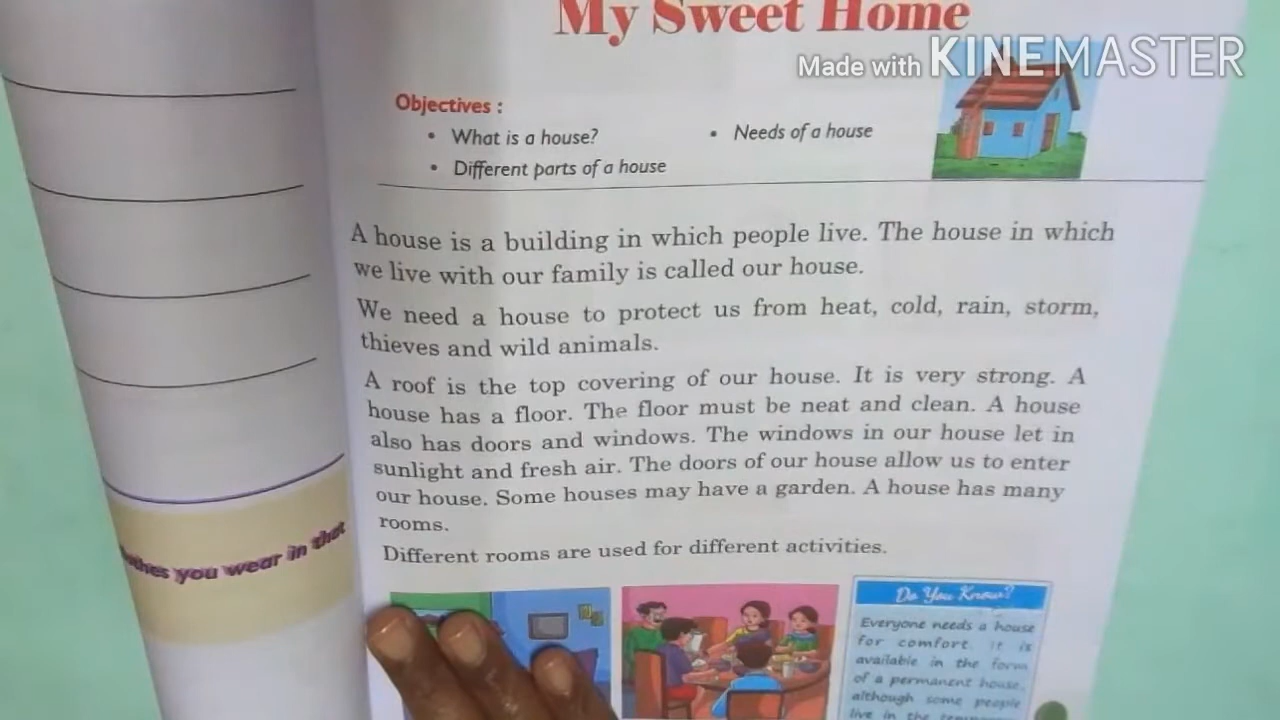 My Sweet Home
Made with KINEMASTER
Objectives :
• What is a house?
• Needs of a house
• Different parts of a house
A house is a building in which people live. The house in which
we live with our family is called our house.
We need a house to protect us from heat, cold, rain, storm,
thieves and wild animals.
A roof is the top covering of our house. It is very strong. A
house has a floor. The floor must be neat and clean. A house
also has doors and windows. The windows in our house let in
sunlight and fresh air. The doors of our house allow us to enter
our house. Some houses may have a garden. A house has many
rooms.
Different rooms are used for different activities.
you wear in that
Do You Know?
Everyone needs a house
for comfort. It is
available in the form
of a permanent house,
although some people
live in the